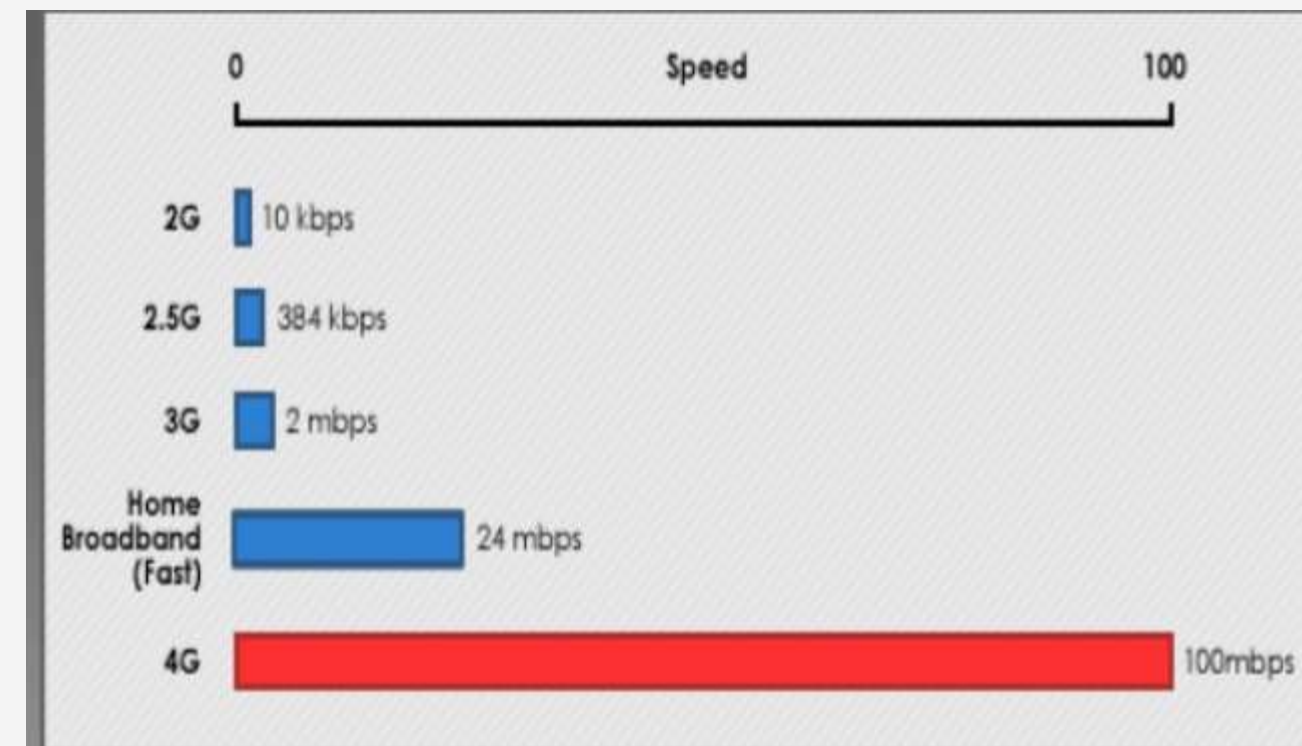 0 Speed 100
2G 10 kbps
2.5G 384 kbps
3G 2 mbps
Home
Broadband
(Fast)
24 mbps
4G 100mbps